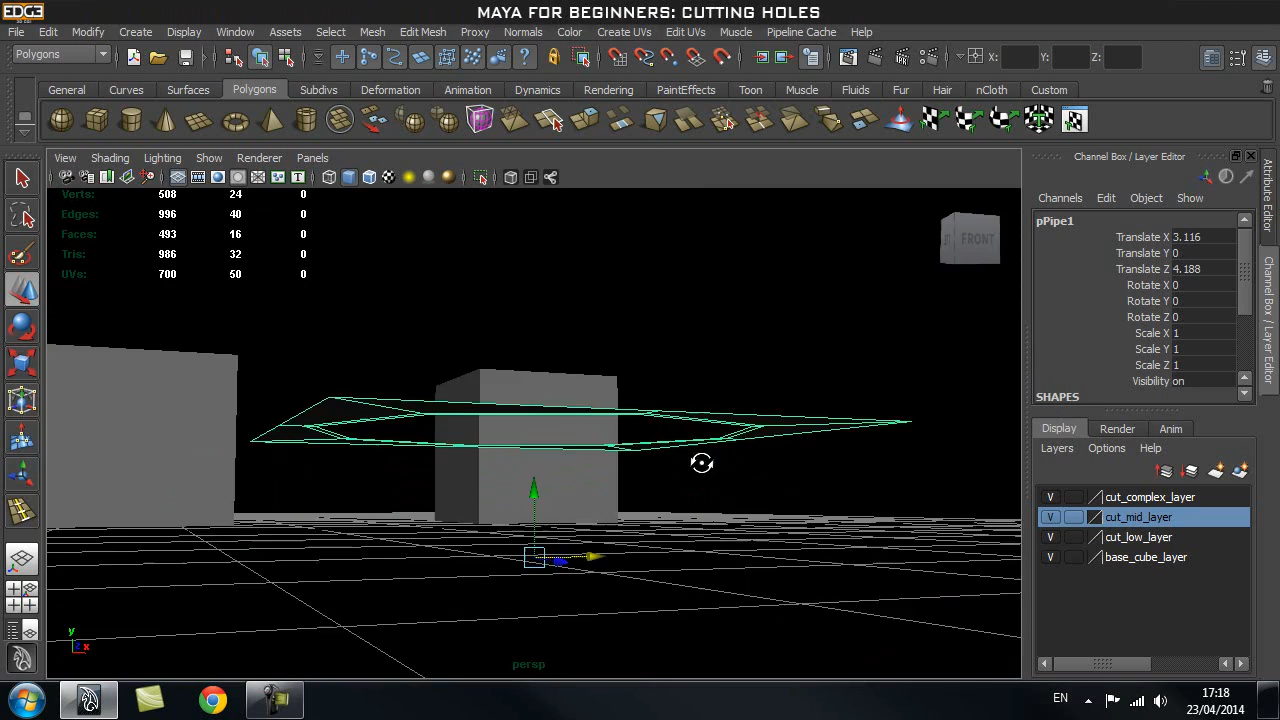 EDGE
MAYA FOR BEGINNERS: CUTTING HOLES
File Edit Modify Create Display Window Assets Select Mesh Edit Mesh Proxy Normals Color Create UVs Edit UVs Muscle Pipeline Cache Help
Polygons X: Y: Z:
General Curves Surfaces Polygons Subdivs Deformation Animation Dynamics Rendering PaintEffects Toon Muscle Fluids Fur Hair nCloth Custom
View Shading Lighting Show Renderer Panels
Verts: 508 24 0
Edges: 996 40 0
Faces: 493 16 0
Tris: 986 32 0
UVs: 700 50 0
FRONT
y
z x
persp
Channel Box / Layer Editor
Channels Edit Object Show
pPipe1
Translate X 3.116
Translate Y 0
Translate Z 4.188
Rotate X 0
Rotate Y 0
Rotate Z 0
Scale X 1
Scale Y 1
Scale Z 1
Visibility on
SHAPES
Display Render Anim
Layers Options Help
V cut_complex_layer
V cut_mid_layer
V cut_low_layer
V base_cube_layer
Attribute Editor
Channel Box / Layer Editor
EN
17:18
23/04/2014